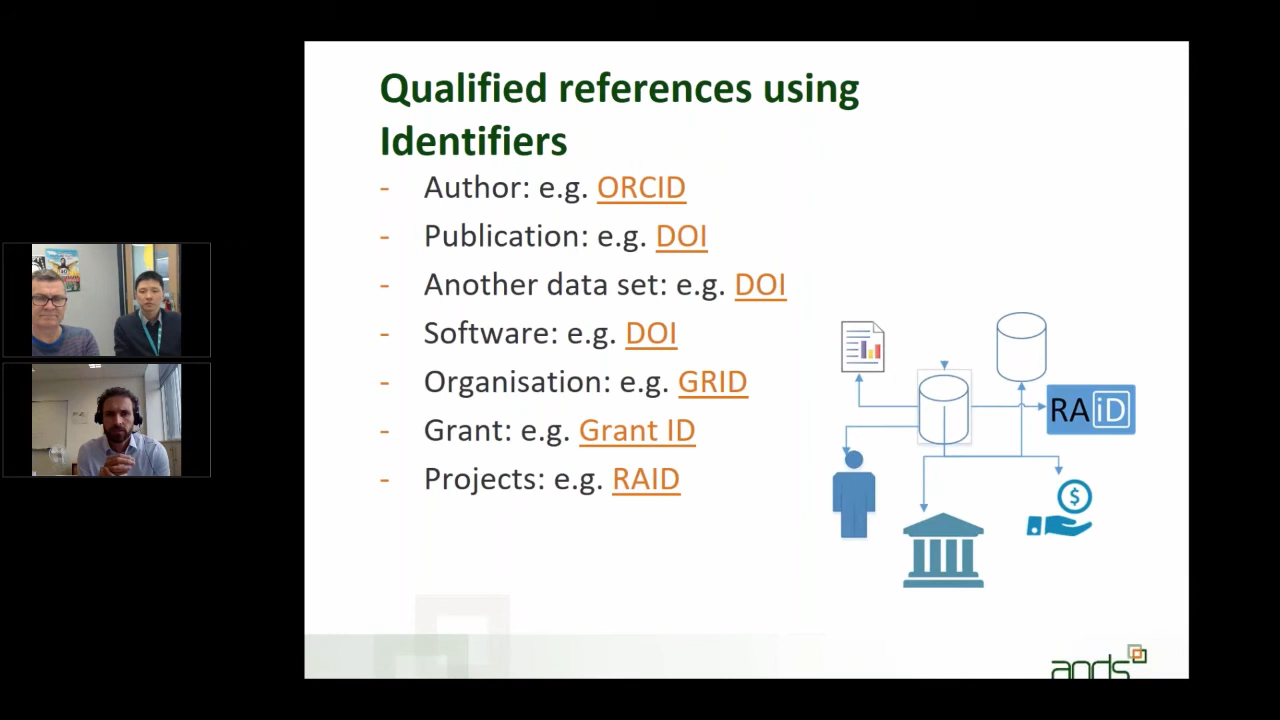 Qualified references using
Identifiers
- Author: e.g. ORCID
- Publication: e.g. DOI
- Another data set: e.g. DOI
- Software: e.g. DOI
- Organisation: e.g. GRID
- Grant: e.g. Grant ID
- Projects: e.g. RAID
RAiD
$
ands